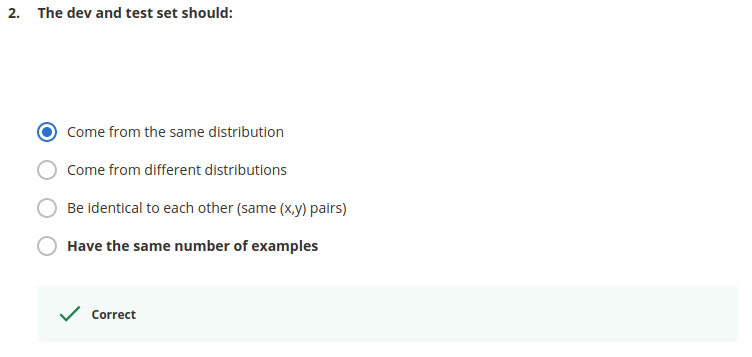 2. The dev and test set should:
Come from the same distribution
Come from different distributions
Be identical to each other (same (x,y) pairs)
Have the same number of examples
Correct